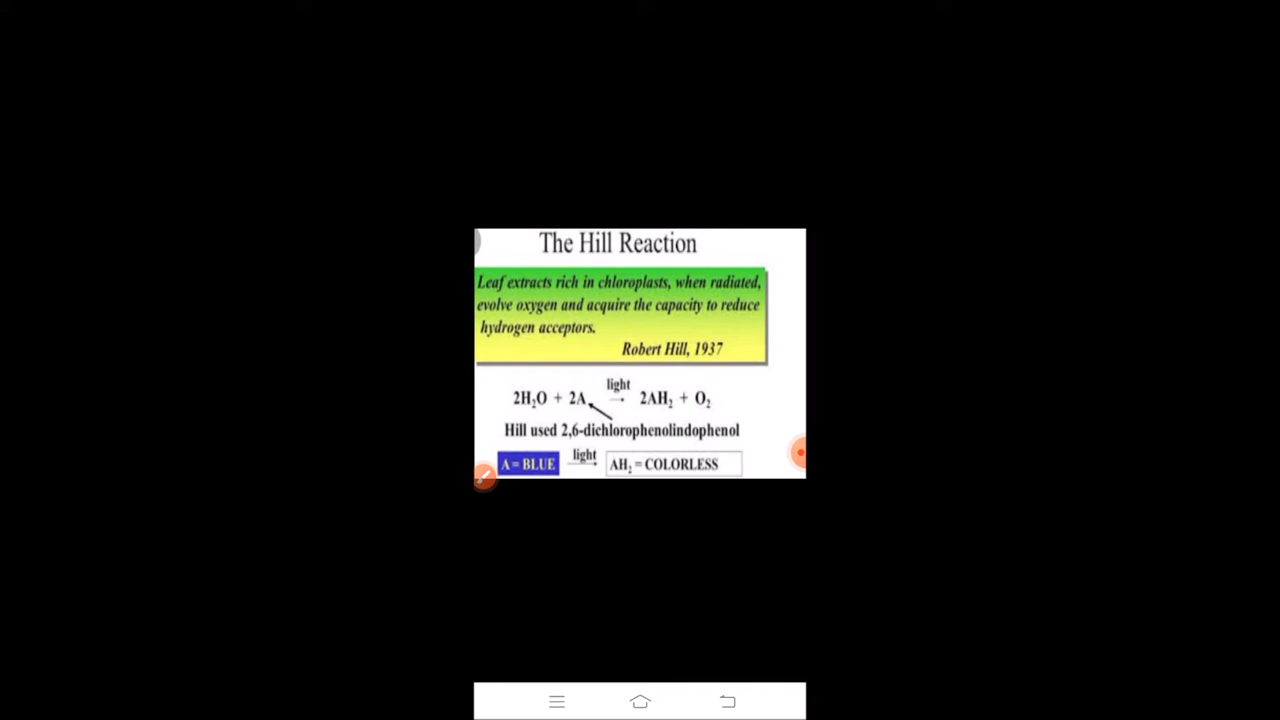 The Hill Reaction
Leaf extracts rich in chloroplasts, when radiated,
evolve oxygen and acquire the capacity to reduce
hydrogen acceptors.
Robert Hill, 1937
light
2H₂O + 2A → 2AH₂ + O₂
Hill used 2,6-dichlorophenolindophenol
light
A = BLUE → AH₂ = COLORLESS